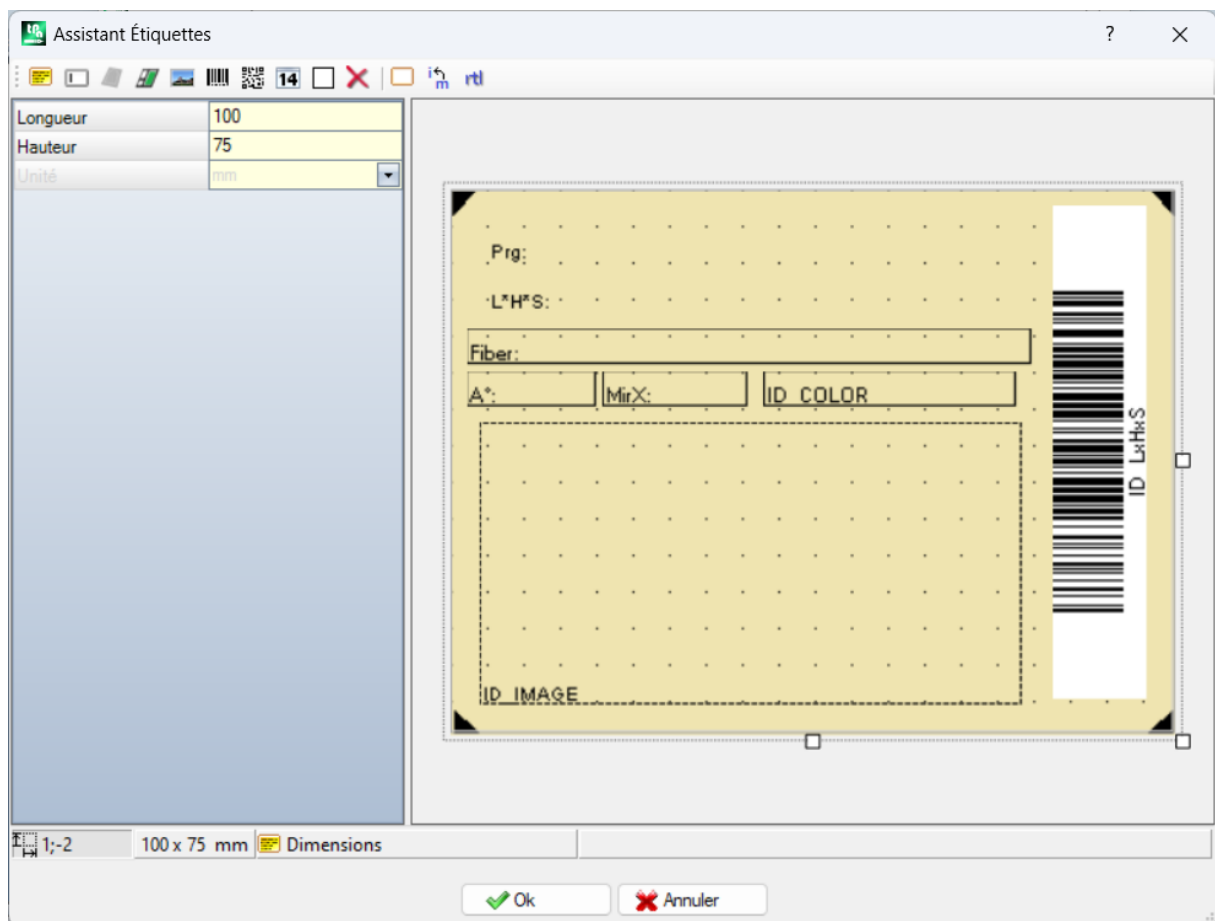 Assistant Étiquettes
?
14
i m
rtl
Longueur 100
Hauteur 75
Unité mm
Prg:
L*H*S:
Fiber:
A°:
MirX:
ID_COLOR
ID LxHxS
ID_IMAGE
1;-2
100 x 75 mm
Dimensions
Ok
Annuler